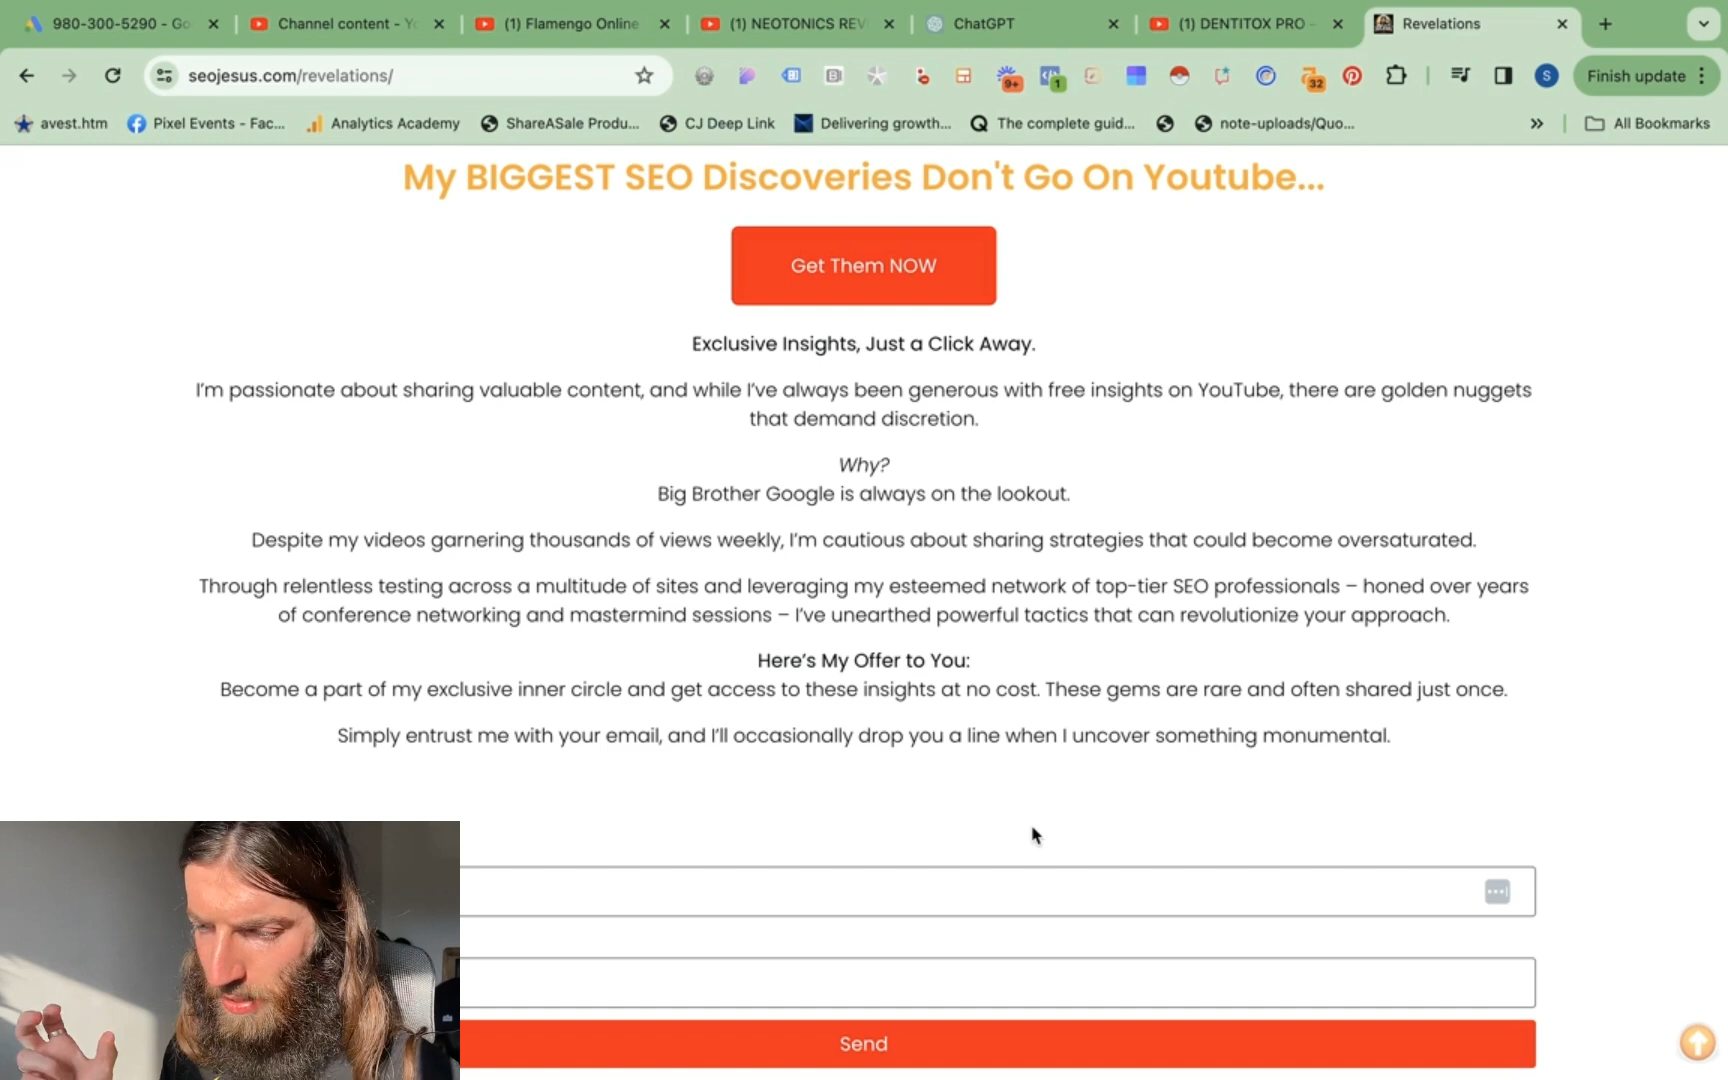 980-300-5290 - Go
Channel content - Yo
(1) Flamengo Online
(1) NEOTONICS REV
ChatGPT
(1) DENTITOX PRO -
Revelations
seojesus.com/revelations/
9+
1
32
S
Finish update
avest.htm
Pixel Events - Fac...
Analytics Academy
ShareASale Produ...
CJ Deep Link
Delivering growth...
The complete guid...
note-uploads/Quo...
»
All Bookmarks
My BIGGEST SEO Discoveries Don't Go On Youtube...
Get Them NOW
Exclusive Insights, Just a Click Away.
I'm passionate about sharing valuable content, and while I've always been generous with free insights on YouTube, there are golden nuggets
that demand discretion.
Why?
Big Brother Google is always on the lookout.
Despite my videos garnering thousands of views weekly, I'm cautious about sharing strategies that could become oversaturated.
Through relentless testing across a multitude of sites and leveraging my esteemed network of top-tier SEO professionals – honed over years
of conference networking and mastermind sessions – I've unearthed powerful tactics that can revolutionize your approach.
Here's My Offer to You:
Become a part of my exclusive inner circle and get access to these insights at no cost. These gems are rare and often shared just once.
Simply entrust me with your email, and I'll occasionally drop you a line when I uncover something monumental.
Send